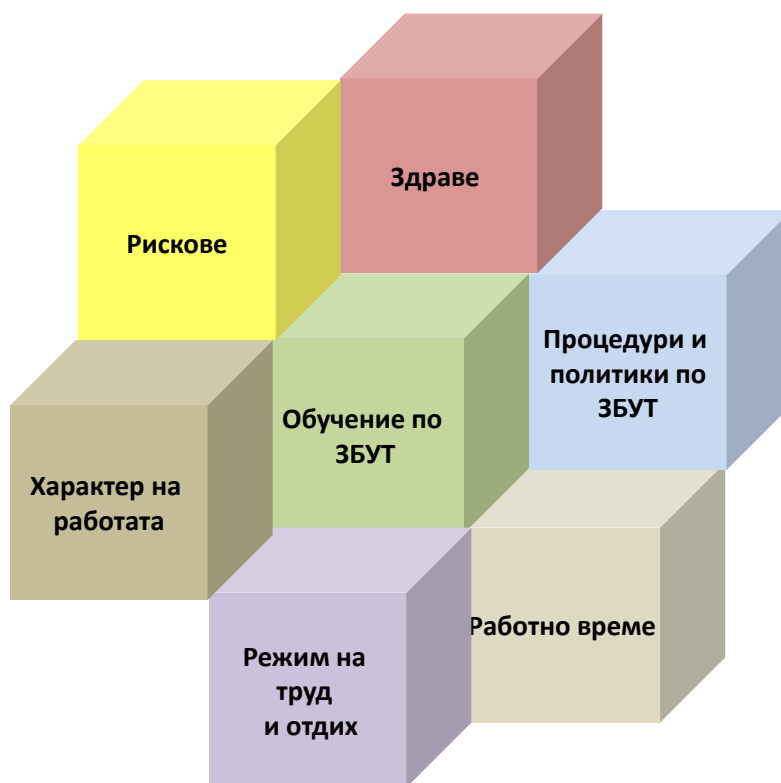 Здраве
Рискове
Процедури и
политики по
ЗБУТ
Обучение по
ЗБУТ
Характер на
работата
Работно време
Режим на
труд
и отдих